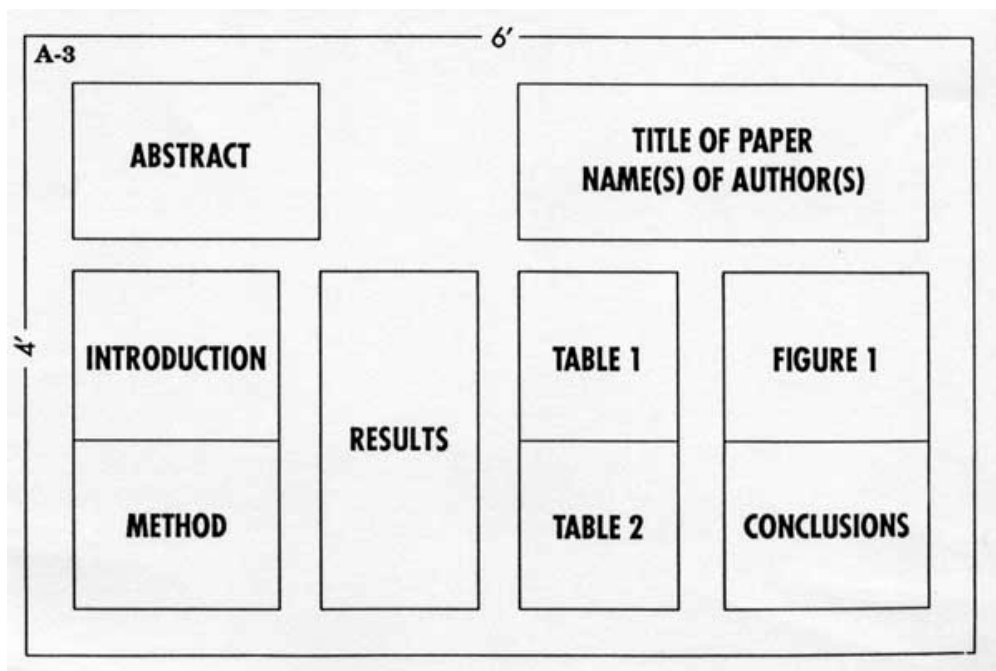 6′
A-3
ABSTRACT
TITLE OF PAPER
NAME(S) OF AUTHOR(S)
4′
INTRODUCTION
METHOD
RESULTS
TABLE 1
TABLE 2
FIGURE 1
CONCLUSIONS